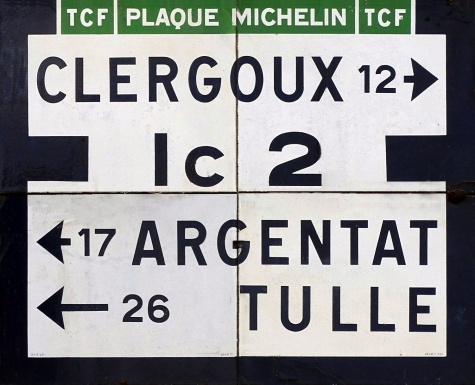 TCF PLAQUE MICHELIN TCF
CLERGOUX 12
Ic 2
17 ARGENTAT
26 TULLE